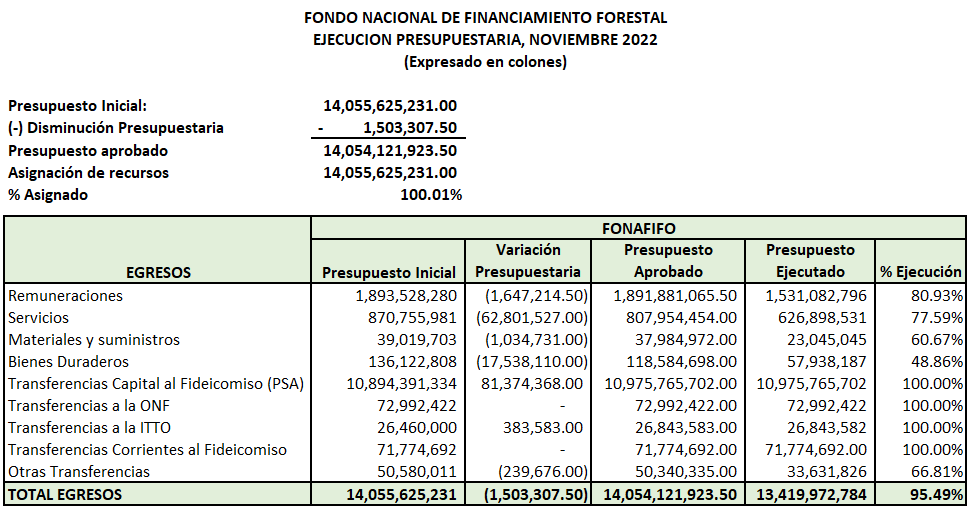 FONDO NACIONAL DE FINANCIAMIENTO FORESTAL
EJECUCION PRESUPUESTARIA, NOVIEMBRE 2022
(Expresado en colones)
Presupuesto Inicial: 14,055,625,231.00
(-) Disminución Presupuestaria - 1,503,307.50
Presupuesto aprobado 14,054,121,923.50
Asignación de recursos 14,055,625,231.00
% Asignado 100.01%
FONAFIFO
EGRESOS Presupuesto Inicial Variación Presupuestaria Presupuesto Aprobado Presupuesto Ejecutado % Ejecución
Remuneraciones 1,893,528,280 (1,647,214.50) 1,891,881,065.50 1,531,082,796 80.93%
Servicios 870,755,981 (62,801,527.00) 807,954,454.00 626,898,531 77.59%
Materiales y suministros 39,019,703 (1,034,731.00) 37,984,972.00 23,045,045 60.67%
Bienes Duraderos 136,122,808 (17,538,110.00) 118,584,698.00 57,938,187 48.86%
Transferencias Capital al Fideicomiso (PSA) 10,894,391,334 81,374,368.00 10,975,765,702.00 10,975,765,702 100.00%
Transferencias a la ONF 72,992,422 - 72,992,422.00 72,992,422 100.00%
Transferencias a la ITTO 26,460,000 383,583.00 26,843,583.00 26,843,582 100.00%
Transferencias Corrientes al Fideicomiso 71,774,692 - 71,774,692.00 71,774,692.00 100.00%
Otras Transferencias 50,580,011 (239,676.00) 50,340,335.00 33,631,826 66.81%
TOTAL EGRESOS 14,055,625,231 (1,503,307.50) 14,054,121,923.50 13,419,972,784 95.49%